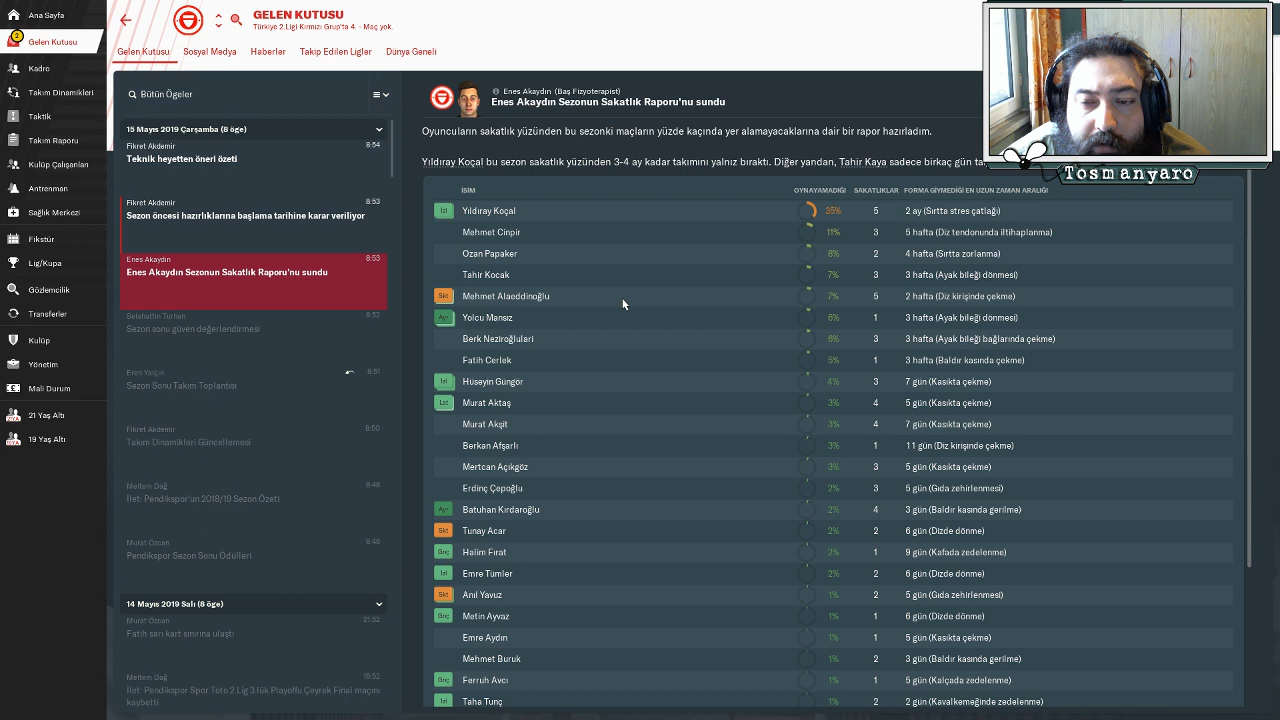 Ana Sayfa
2
Gelen Kutusu
Kadro
Takım Dinamikleri
Taktik
Takım Raporu
Kulüp Çalışanları
Antrenman
Sağlık Merkezi
Fikstür
Lig/Kupa
Gözlemcilik
Transferler
Kulüp
Yönetim
Mali Durum
21 Yaş Altı
19 Yaş Altı
GELEN KUTUSU
Türkiye 2.Ligi Kırmızı Grup'ta 4. - Maç yok.
Gelen Kutusu Sosyal Medya Haberler Takip Edilen Ligler Dünya Geneli
Bütün Ögeler
15 Mayıs 2019 Çarşamba (8 öge)
Fikret Akdemir 8:54
Teknik heyetten öneri özeti
Fikret Akdemir 8:53
Sezon öncesi hazırlıklarına başlama tarihine karar veriliyor
Enes Akaydın 8:53
Enes Akaydın Sezonun Sakatlık Raporu'nu sundu
Selahattin Turhan 8:52
Sezon sonu güven değerlendirmesi
Eren Yalçın 8:51
Sezon Sonu Takım Toplantısı
Fikret Akdemir 8:50
Takım Dinamikleri Güncellemesi
Meltem Dağ 8:48
İlet: Pendikspor'un 2018/19 Sezon Özeti
Murat Özcan 8:46
Pendikspor Sezon Sonu Ödülleri
14 Mayıs 2019 Salı (8 öge)
Murat Özcan 21:52
Fatih sarı kart sınırına ulaştı
Meltem Dağ 16:52
İlet: Pendikspor Spor Toto 2.Lig 3.lük Playoffu Çeyrek Final maçını
kaybetti
Enes Akaydın (Baş Fizyoterapist)
Enes Akaydın Sezonun Sakatlık Raporu'nu sundu
Oyuncuların sakatlık yüzünden bu sezonki maçların yüzde kaçında yer alamayacaklarına dair bir rapor hazırladım.
Yıldıray Koçal bu sezon sakatlık yüzünden 3-4 ay kadar takımını yalnız bıraktı. Diğer yandan, Tahir Kaya sadece birkaç gün
Tosmanyaro
İSİM OYNAYAMADIĞI SAKATLIKLAR FORMA GİYMEDİĞİ EN UZUN ZAMAN ARALIĞI
İzl Yıldıray Koçal 35% 5 2 ay (Sırtta stres çatlağı)
Mehmet Cinpir 11% 3 5 hafta (Diz tendonunda iltihaplanma)
Ozan Papaker 8% 2 4 hafta (Sırtta zorlanma)
Tahir Kocak 7% 3 3 hafta (Ayak bileği dönmesi)
Skt Mehmet Alaeddinoğlu 7% 5 2 hafta (Diz kirişinde çekme)
Ayr Yolcu Mansız 6% 1 3 hafta (Ayak bileği dönmesi)
Berk Neziroğlulari 6% 3 3 hafta (Ayak bileği bağlarında çekme)
Fatih Cerlek 5% 1 3 hafta (Baldır kasında çekme)
İzl Hüseyin Güngör 4% 3 7 gün (Kasıkta çekme)
Lst Murat Aktaş 3% 4 5 gün (Kasıkta çekme)
Murat Akşit 3% 4 7 gün (Kasıkta çekme)
Berkan Afşarlı 3% 1 11 gün (Diz kirişinde çekme)
Mertcan Açıkgöz 3% 3 5 gün (Kasıkta çekme)
Erdinç Çepoğlu 2% 3 5 gün (Gıda zehirlenmesi)
Ayr Batuhan Kırdaroğlu 2% 4 3 gün (Baldır kasında gerilme)
Skt Tunay Acar 2% 2 6 gün (Dizde dönme)
Gnç Halim Fırat 2% 1 9 gün (Kafada zedelenme)
İzl Emre Tümler 2% 2 6 gün (Dizde dönme)
Skt Anıl Yavuz 1% 2 5 gün (Gıda zehirlenmesi)
Gnç Metin Ayvaz 1% 1 6 gün (Dizde dönme)
Emre Aydın 1% 1 5 gün (Kasıkta çekme)
Mehmet Buruk 1% 2 3 gün (Baldır kasında gerilme)
Gnç Ferruh Avcı 1% 1 5 gün (Kalçada zedelenme)
İzl Taha Tunç 1% 2 2 gün (Kavalkemeğinde zedelenme)